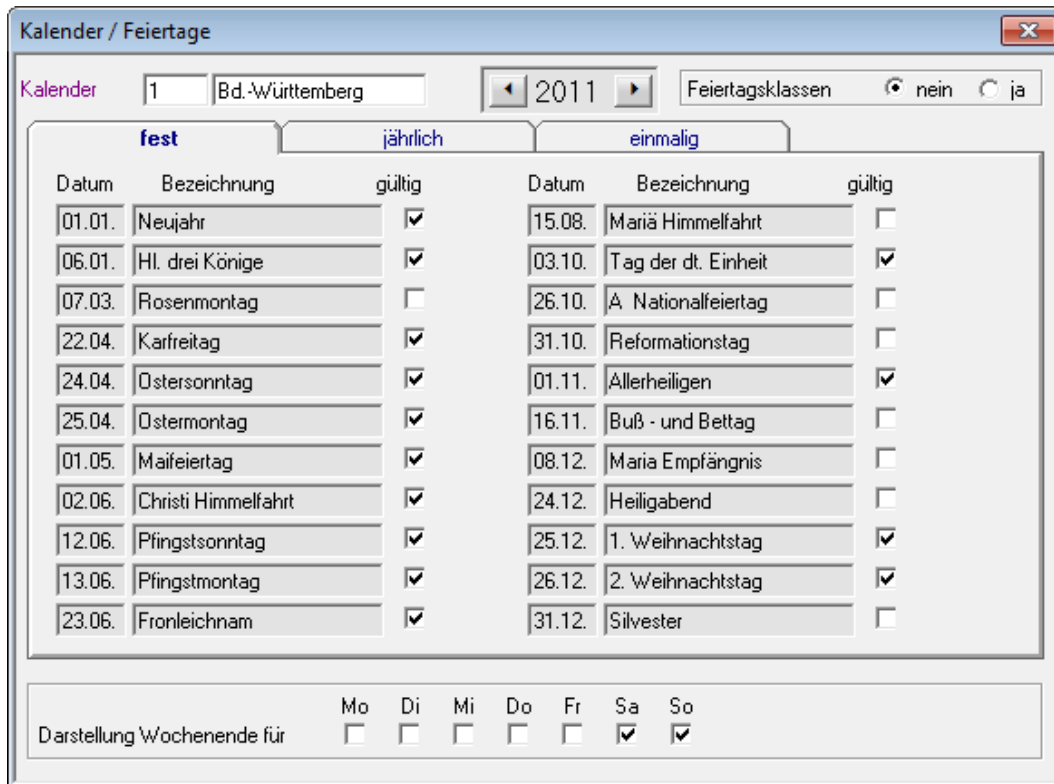 Kalender / Feiertage
Kalender 1 Bd.-Württemberg 2011 Feiertagsklassen nein ja
fest jährlich einmalig
Datum Bezeichnung gültig Datum Bezeichnung gültig
01.01. Neujahr 15.08. Mariä Himmelfahrt
06.01. Hl. drei Könige 03.10. Tag der dt. Einheit
07.03. Rosenmontag 26.10. A Nationalfeiertag
22.04. Karfreitag 31.10. Reformationstag
24.04. Ostersonntag 01.11. Allerheiligen
25.04. Ostermontag 16.11. Buß - und Bettag
01.05. Maifeiertag 08.12. Maria Empfängnis
02.06. Christi Himmelfahrt 24.12. Heiligabend
12.06. Pfingstsonntag 25.12. 1. Weihnachtstag
13.06. Pfingstmontag 26.12. 2. Weihnachtstag
23.06. Fronleichnam 31.12. Silvester
Mo Di Mi Do Fr Sa So
Darstellung Wochenende für